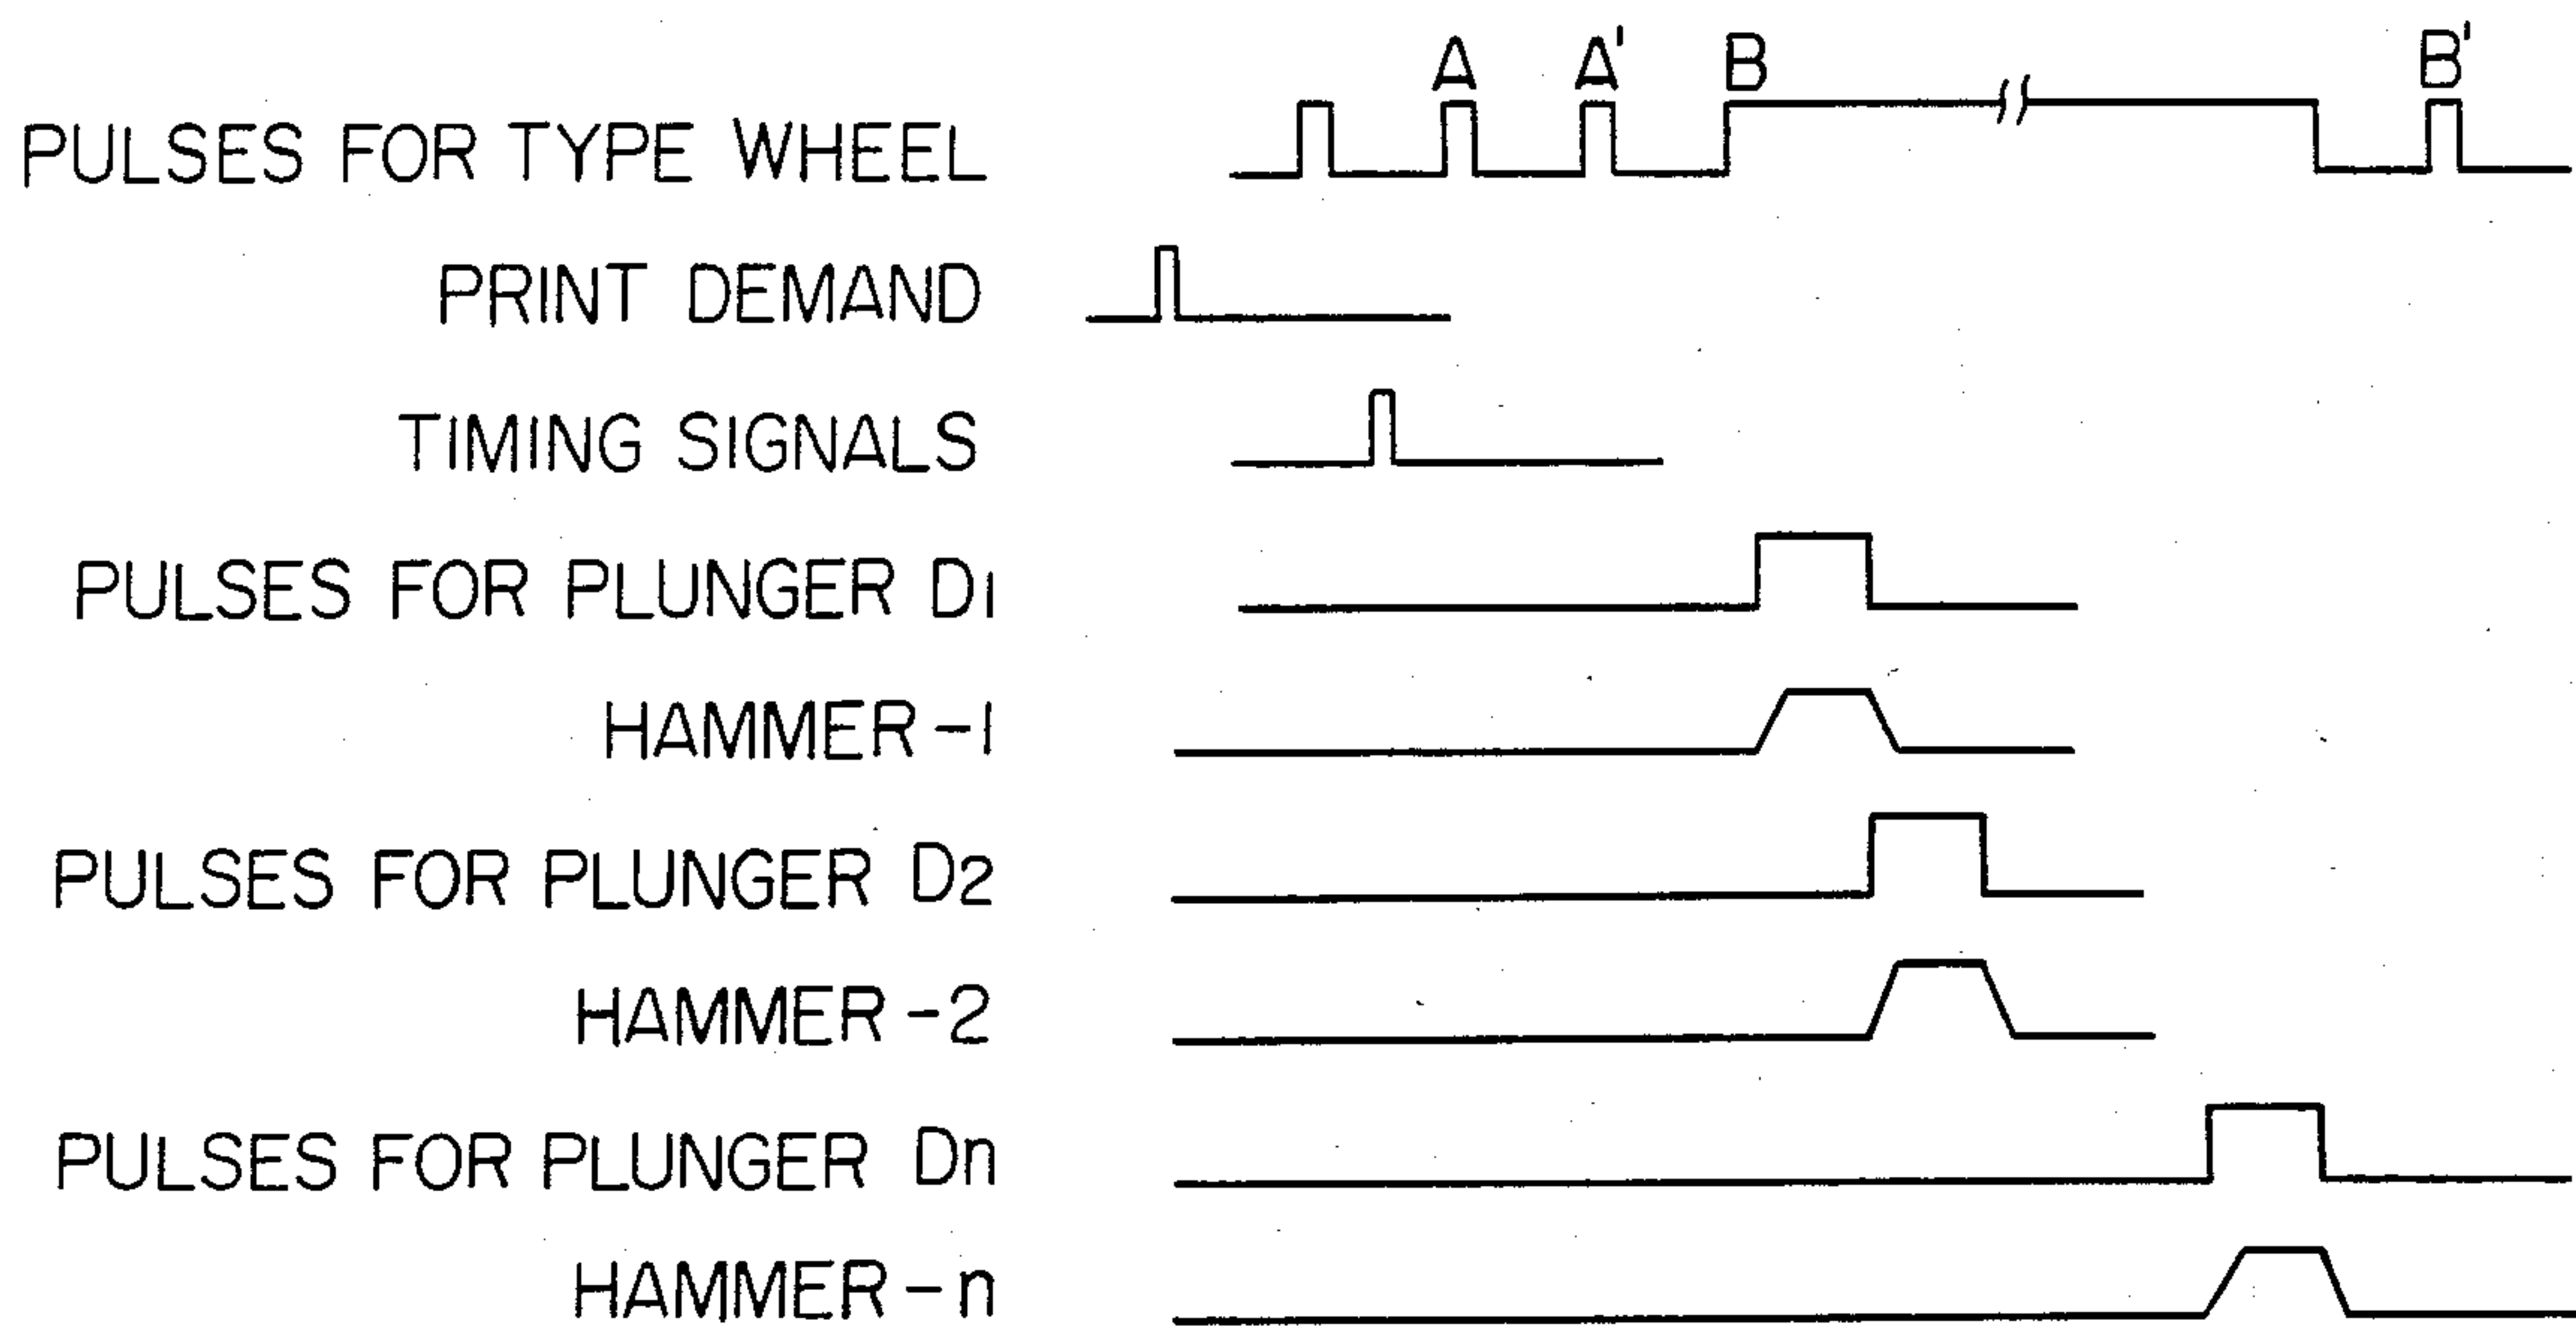 A A' B B'
PULSES FOR TYPE WHEEL
PRINT DEMAND
TIMING SIGNALS
PULSES FOR PLUNGER D1
HAMMER-1
PULSES FOR PLUNGER D2
HAMMER-2
PULSES FOR PLUNGER Dn
HAMMER-n